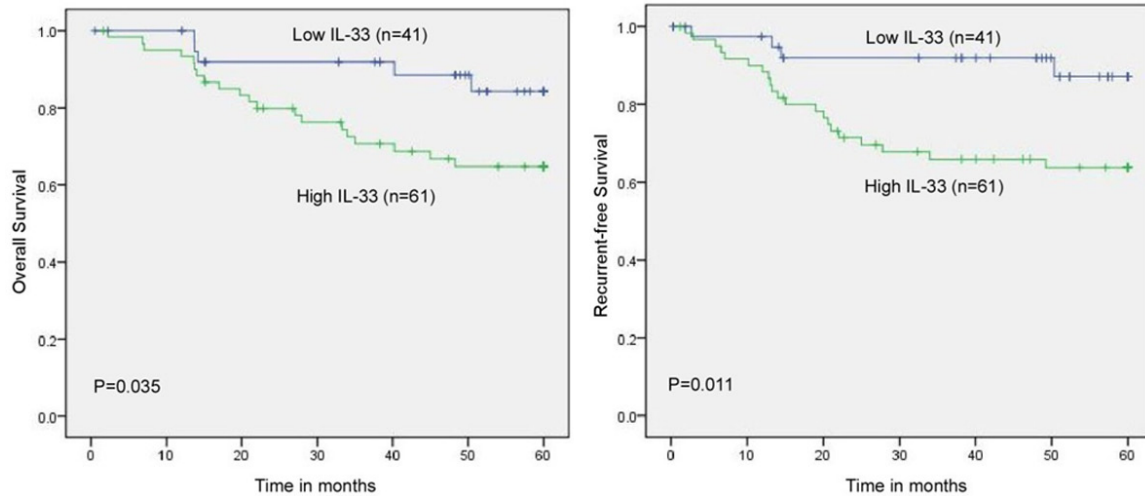 Overall Survival
1.0
0.8
0.6
0.4
0.2
0.0
Low IL-33 (n=41)
High IL-33 (n=61)
P=0.035
0 10 20 30 40 50 60
Time in months
Recurrent-free Survival
1.0
0.8
0.6
0.4
0.2
0.0
Low IL-33 (n=41)
High IL-33 (n=61)
P=0.011
0 10 20 30 40 50 60
Time in months